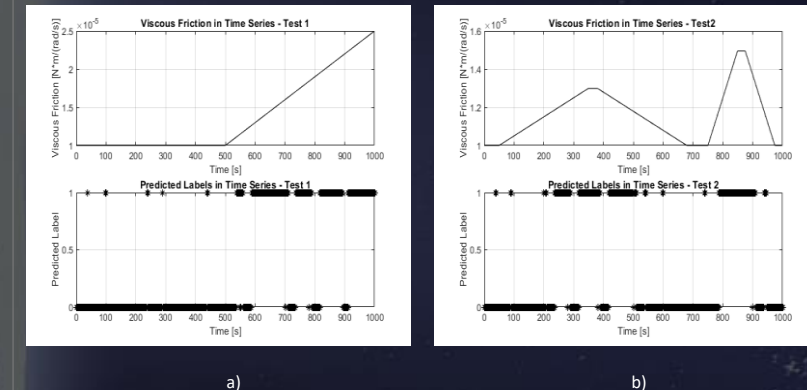 Viscous Friction in Time Series - Test 1
×10⁻⁵
Viscous Friction [N*m/(rad/s)]
2.5
2
1.5
1
0 100 200 300 400 500 600 700 800 900 1000
Time [s]
Predicted Labels in Time Series - Test 1
Predicted Label
1
0.5
0
0 100 200 300 400 500 600 700 800 900 1000
Time [s]
a)
Viscous Friction in Time Series - Test2
×10⁻⁵
Viscous Friction [N*m/(rad/s)]
1.6
1.4
1.2
1
0 100 200 300 400 500 600 700 800 900 1000
Time [s]
Predicted Labels in Time Series - Test 2
Predicted Label
1
0.5
0
0 100 200 300 400 500 600 700 800 900 1000
Time [s]
b)